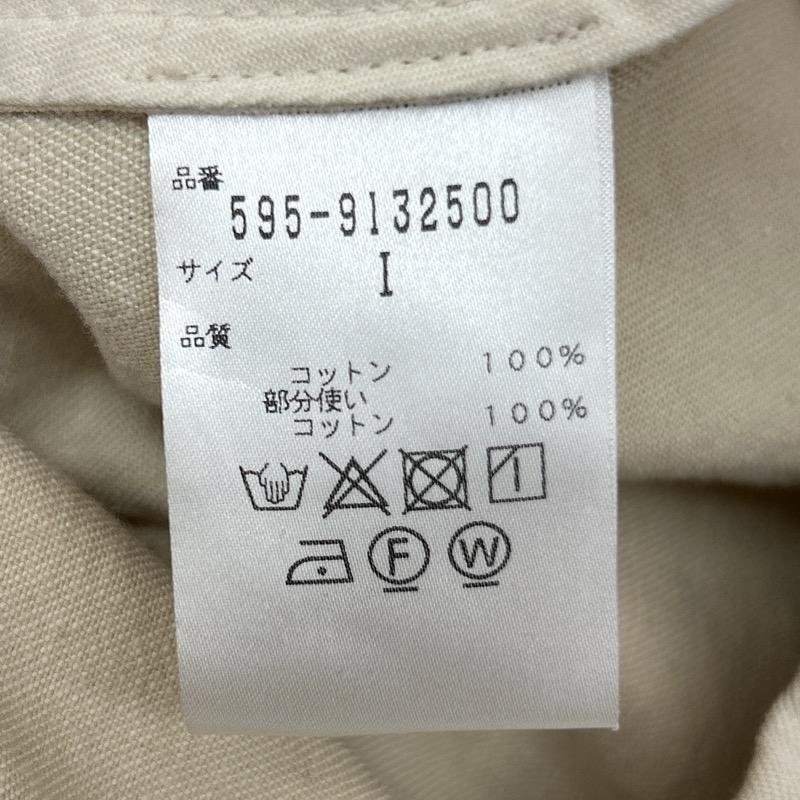 品番
595-9132500
サイズ I
品質
コットン 100%
部分使い
コットン 100%
F W